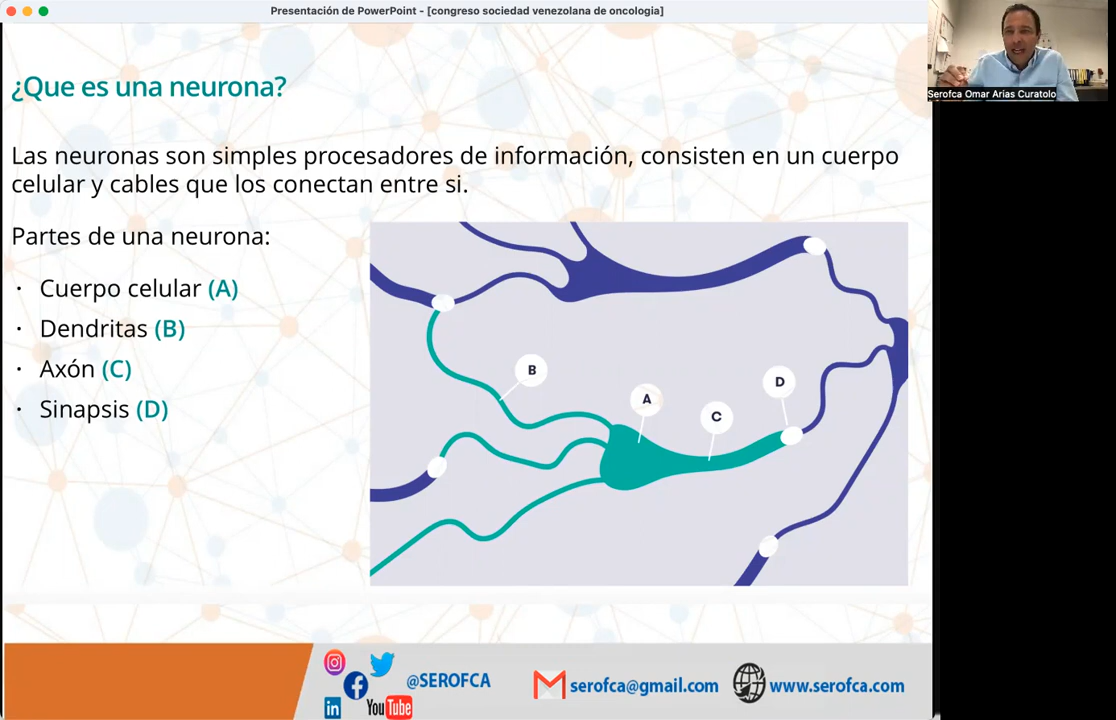 Presentación de PowerPoint - [congreso sociedad venezolana de oncologia]
Serofca Omar Arias Curatolo
¿Que es una neurona?
Las neuronas son simples procesadores de información, consisten en un cuerpo
celular y cables que los conectan entre si.
Partes de una neurona:
· Cuerpo celular (A)
· Dendritas (B)
· Axón (C)
· Sinapsis (D)
B
A
D
C
@SEROFCA
in
YouTube
serofca@gmail.com
www.serofca.com